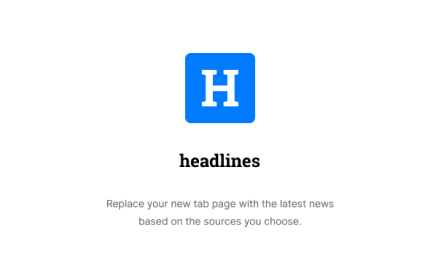 H
headlines
Replace your new tab page with the latest news
based on the sources you choose.